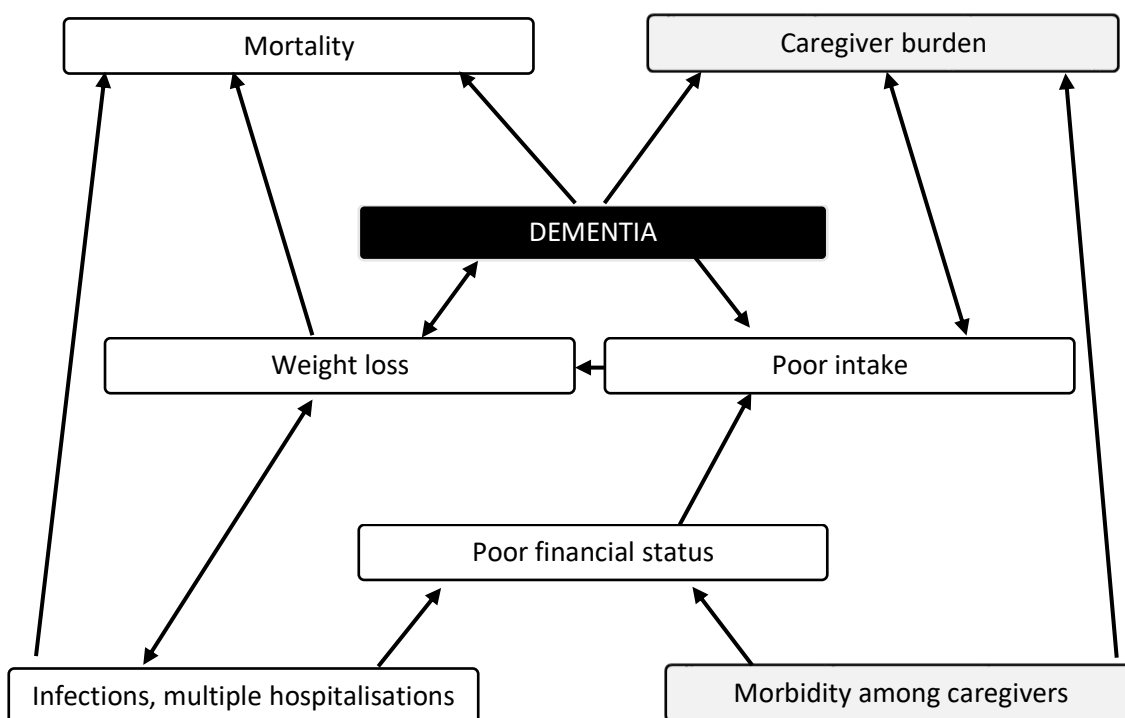 Mortality
Caregiver burden
DEMENTIA
Weight loss
Poor intake
Poor financial status
Infections, multiple hospitalisations
Morbidity among caregivers